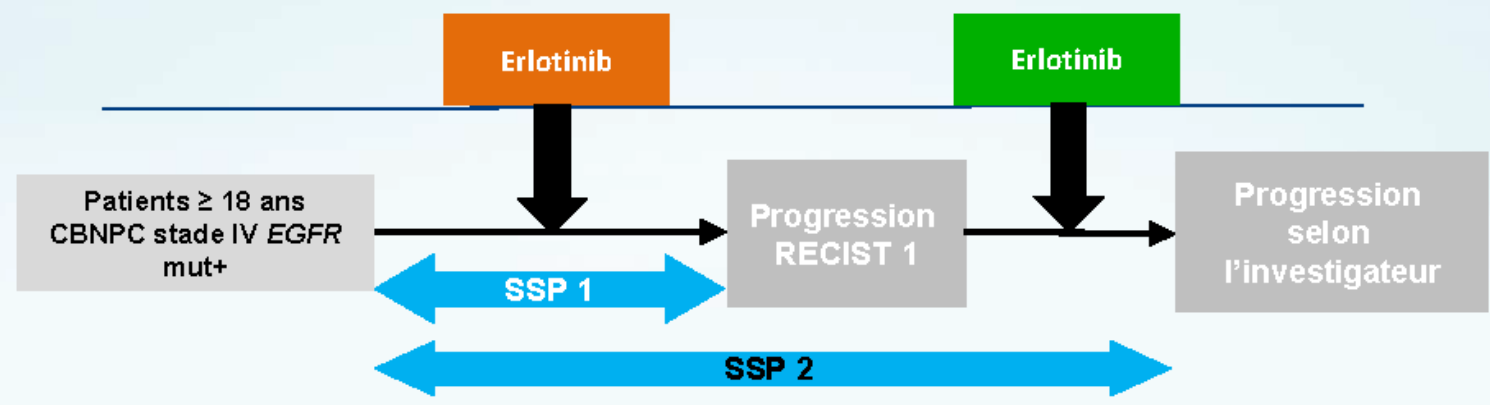 Erlotinib
Erlotinib
Patients ≥ 18 ans
CBNPC stade IV EGFR
mut+
Progression
RECIST 1
Progression
selon
l'investigateur
SSP 1
SSP 2